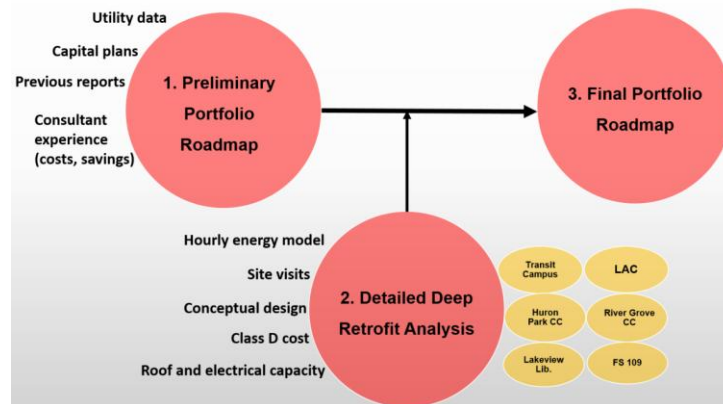 Utility data
Capital plans
Previous reports
Consultant
experience
(costs, savings)
1. Preliminary
Portfolio
Roadmap
3. Final Portfolio
Roadmap
Hourly energy model
Site visits
Conceptual design
Class D cost
Roof and electrical capacity
2. Detailed Deep
Retrofit Analysis
Transit
Campus
LAC
Huron
Park CC
River Grove
CC
Lakeview
Lib.
FS 109